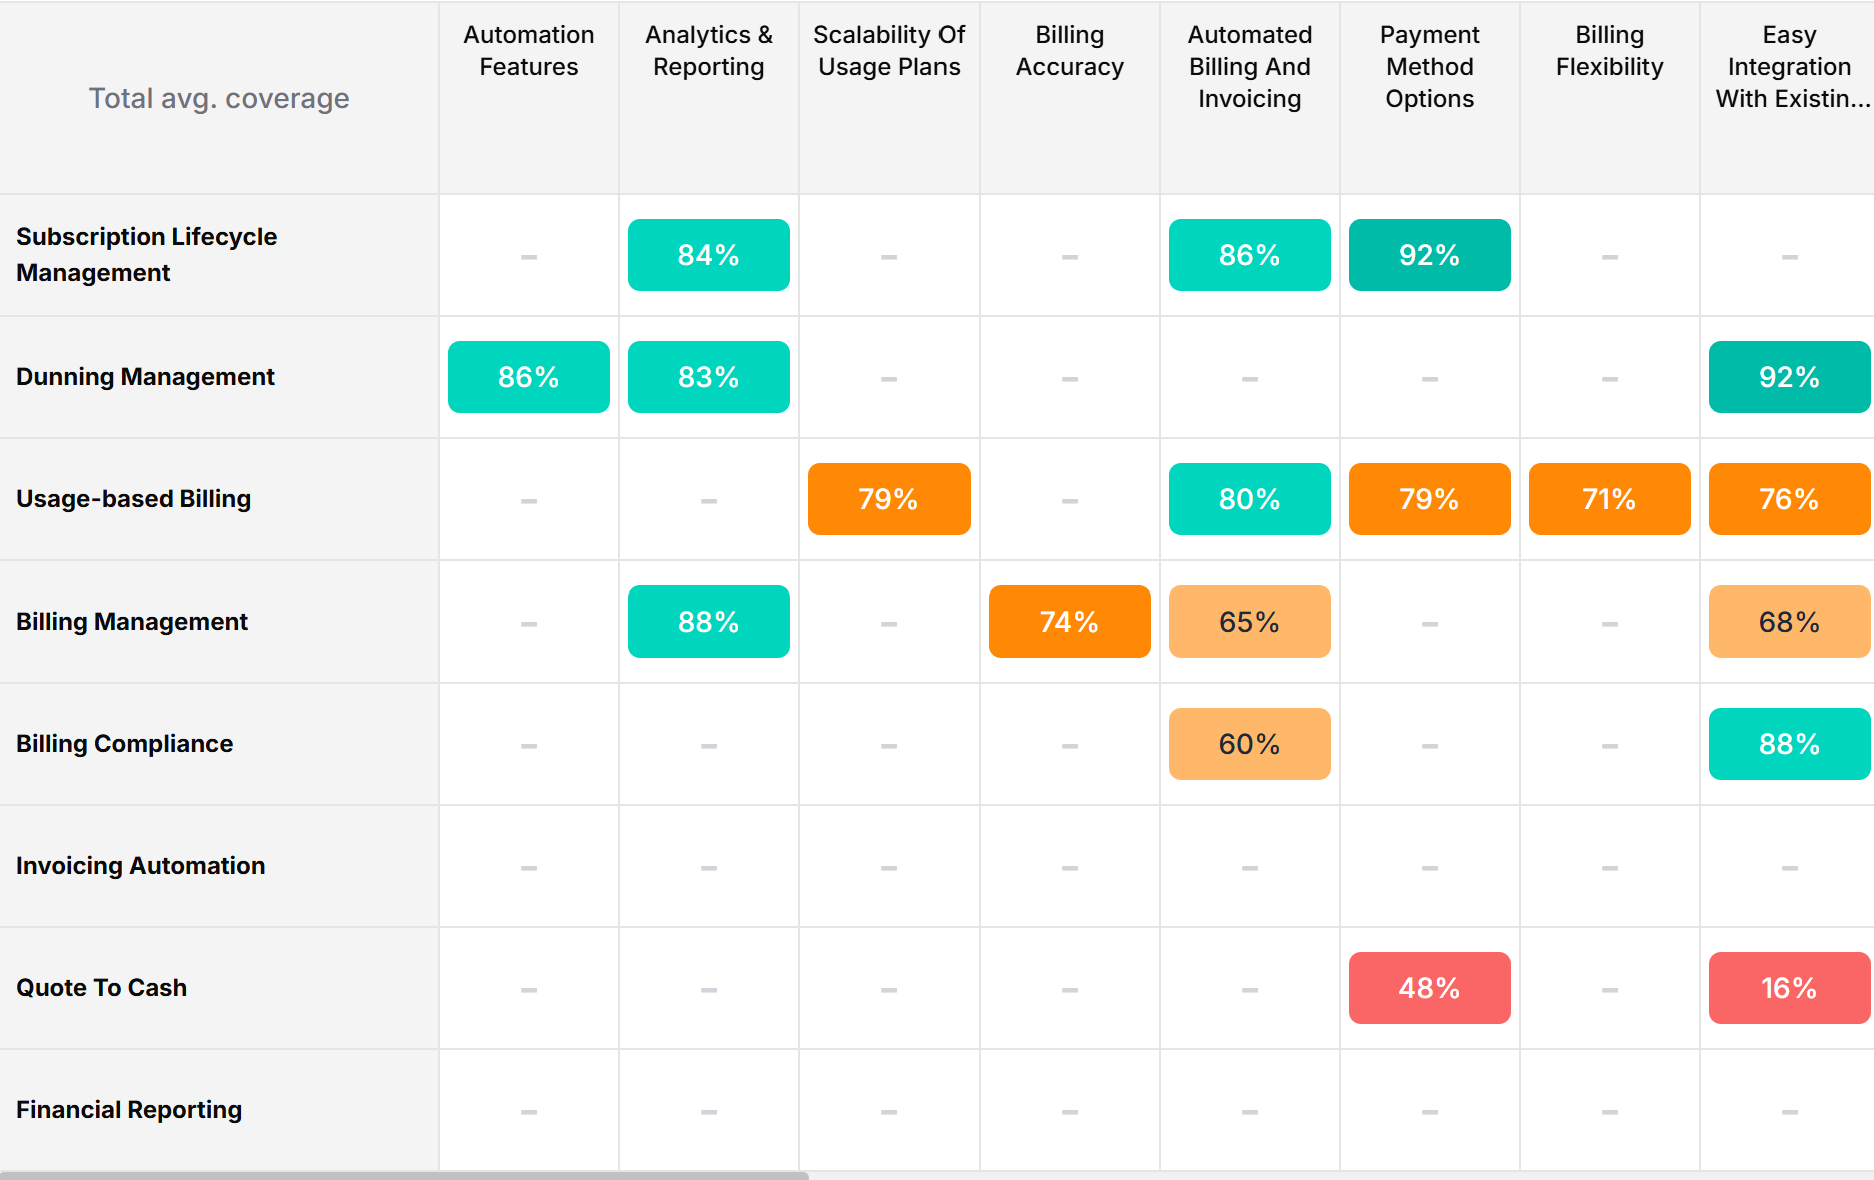 Total avg. coverage
Automation
Features
Analytics &
Reporting
Scalability Of
Usage Plans
Billing
Accuracy
Automated
Billing And
Invoicing
Payment
Method
Options
Billing
Flexibility
Easy
Integration
With Existin...
Subscription Lifecycle
Management
– 84% – – 86% 92% – –
Dunning Management
86% 83% – – – – – 92%
Usage-based Billing
– – 79% – 80% 79% 71% 76%
Billing Management
– 88% – 74% 65% – – 68%
Billing Compliance
– – – – 60% – – 88%
Invoicing Automation
– – – – – – – –
Quote To Cash
– – – – – 48% – 16%
Financial Reporting
– – – – – – – –